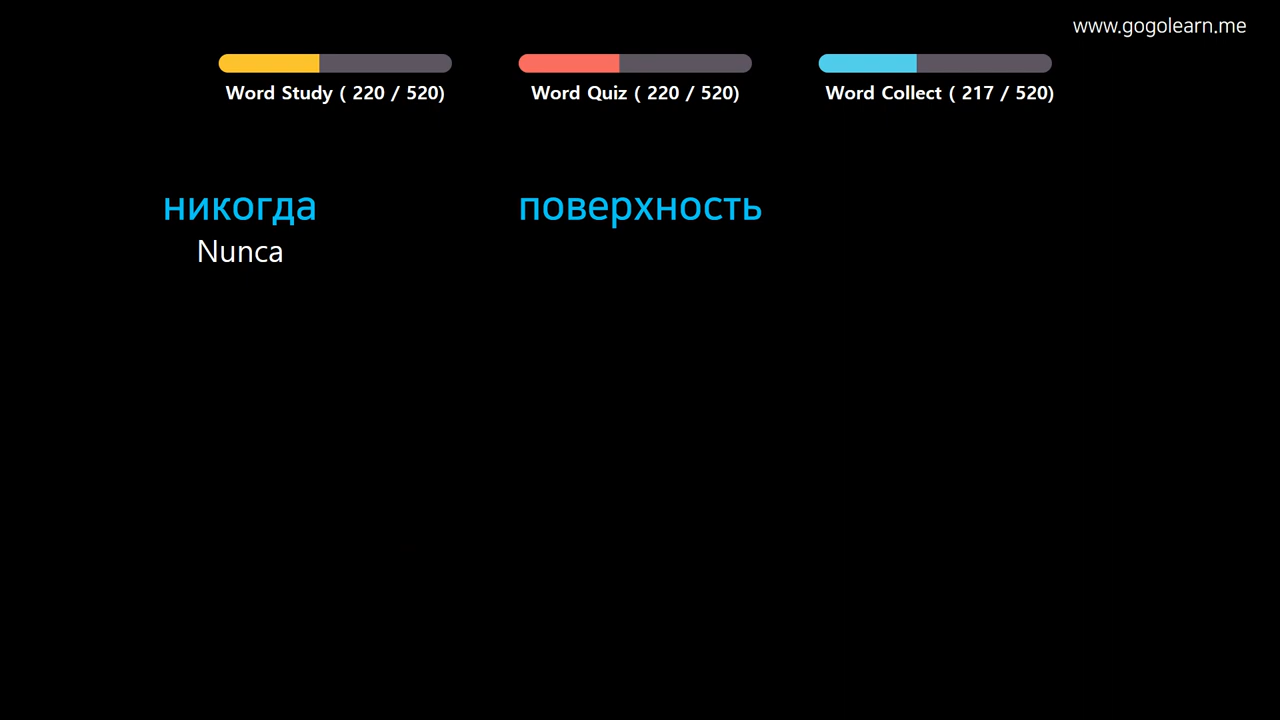 www.gogolearn.me
Word Study ( 220 / 520)
Word Quiz ( 220 / 520)
Word Collect ( 217 / 520)
никогда
Nunca
поверхность